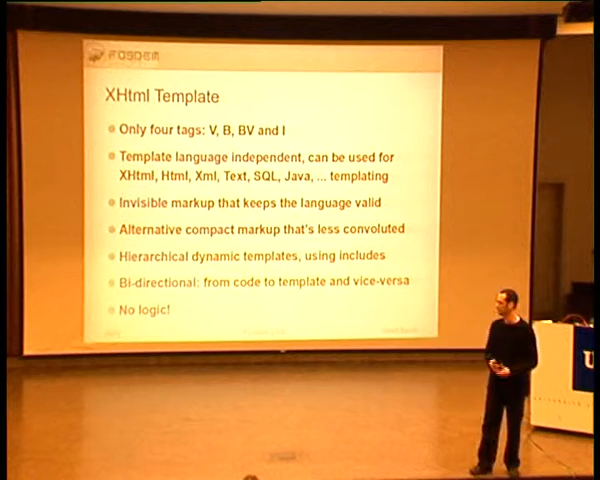 FOSDEM
XHtml Template
Only four tags: V, B, BV and I
Template language independent, can be used for
XHtml, Html, Xml, Text, SQL, Java, ... templating
Invisible markup that keeps the language valid
Alternative compact markup that's less convoluted
Hierarchical dynamic templates, using includes
Bi-directional: from code to template and vice-versa
No logic!
U